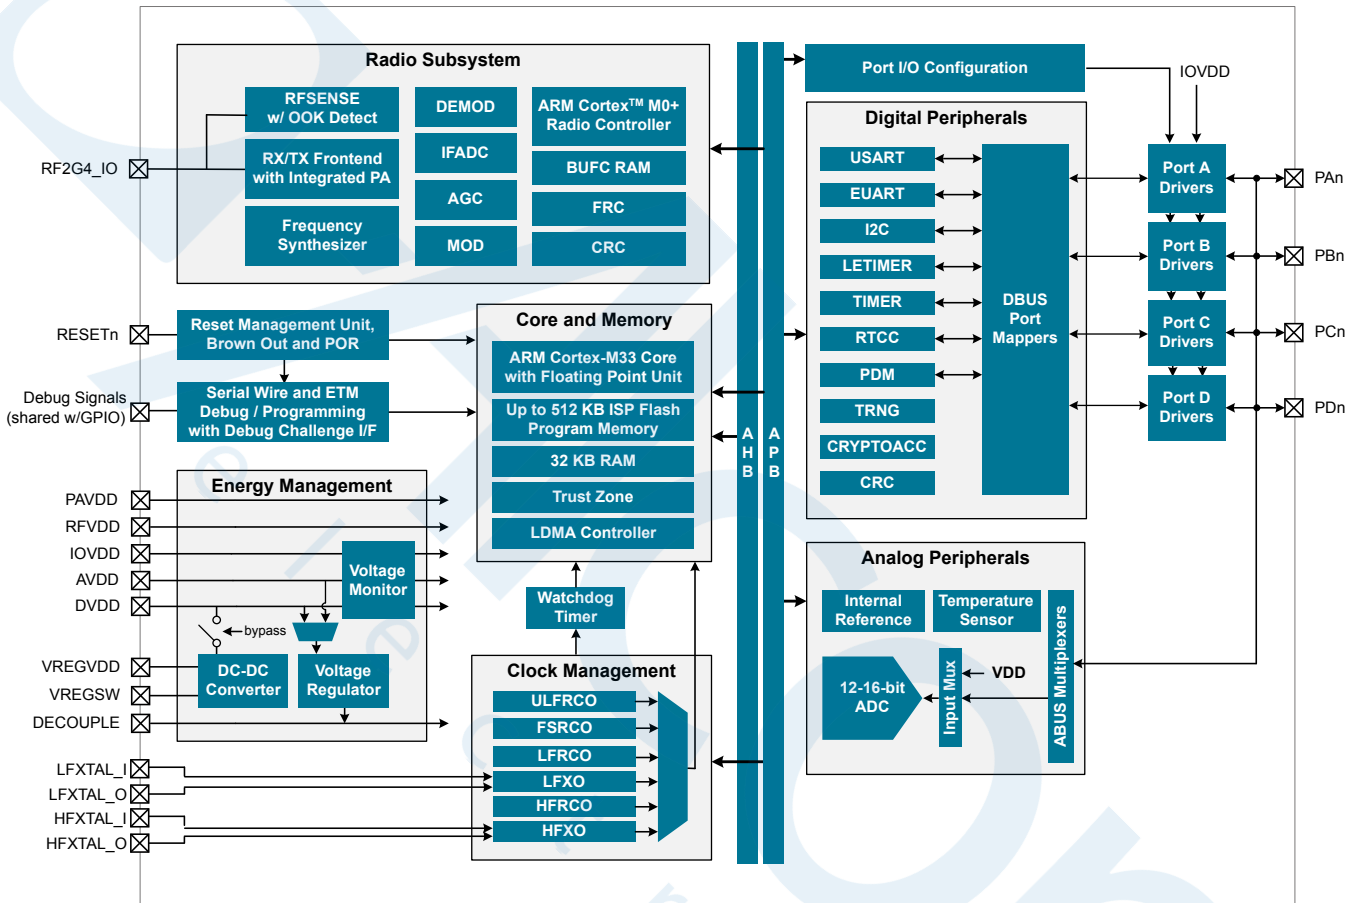 Radio Subsystem
RFSENSE
w/ OOK Detect
RX/TX Frontend
with Integrated PA
Frequency
Synthesizer
DEMOD
IFADC
AGC
MOD
ARM Cortex™ M0+
Radio Controller
BUFC RAM
FRC
CRC
RF2G4_IO
RESETn
Reset Management Unit,
Brown Out and POR
Debug Signals
(shared w/GPIO)
Serial Wire and ETM
Debug / Programming
with Debug Challenge I/F
Core and Memory
ARM Cortex-M33 Core
with Floating Point Unit
Up to 512 KB ISP Flash
Program Memory
32 KB RAM
Trust Zone
LDMA Controller
Energy Management
PAVDD
RFVDD
IOVDD
AVDD
DVDD
Voltage
Monitor
bypass
VREGVDD
VREGSW
DECOUPLE
DC-DC
Converter
Voltage
Regulator
Watchdog
Timer
Clock Management
ULFRCO
FSRCO
LFRCO
LFXO
HFRCO
HFXO
LFXTAL_I
LFXTAL_O
HFXTAL_I
HFXTAL_O
A
H
B
A
P
B
Port I/O Configuration
IOVDD
Digital Peripherals
USART
EUART
I2C
LETIMER
TIMER
RTCC
PDM
TRNG
CRYPTOACC
CRC
DBUS
Port
Mappers
Port A
Drivers
Port B
Drivers
Port C
Drivers
Port D
Drivers
PAn
PBn
PCn
PDn
Analog Peripherals
Internal
Reference
Temperature
Sensor
12-16-bit
ADC
Input Mux
VDD
ABUS Multiplexers